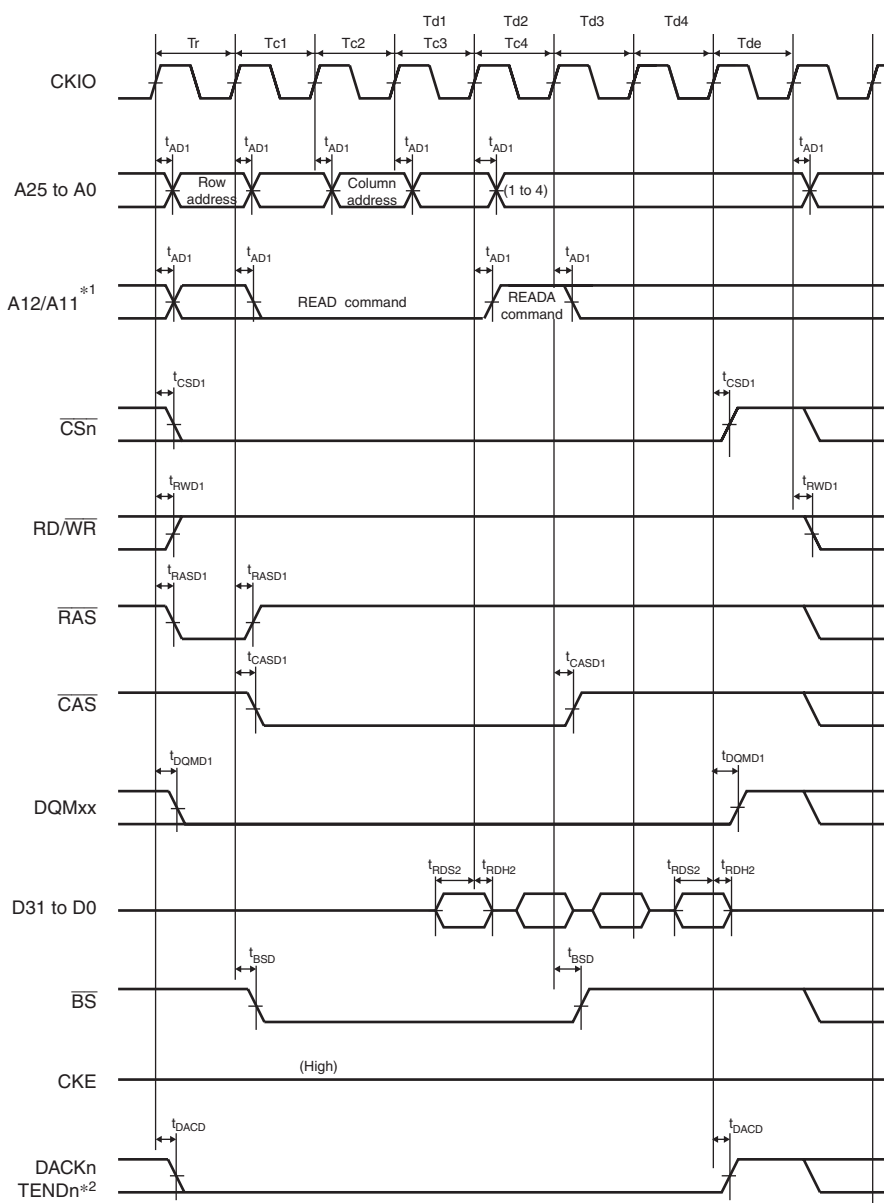 Td1 Td2 Td3 Td4
Tr Tc1 Tc2 Tc3 Tc4 Tde
CKIO
tAD1 tAD1 tAD1 tAD1 tAD1 tAD1
A25 to A0
Row address
Column address
(1 to 4)
tAD1 tAD1 tAD1 tAD1
A12/A11*1
READ command
READA command
tCSD1 tCSD1
CSn
tRWD1 tRWD1
RD/WR
tRASD1 tRASD1
RAS
tCASD1 tCASD1
CAS
tDQMD1 tDQMD1
DQMxx
tRDS2 tRDH2 tRDS2 tRDH2
D31 to D0
tBSD tBSD
BS
(High)
CKE
tDACD tDACD
DACKn
TENDn*2